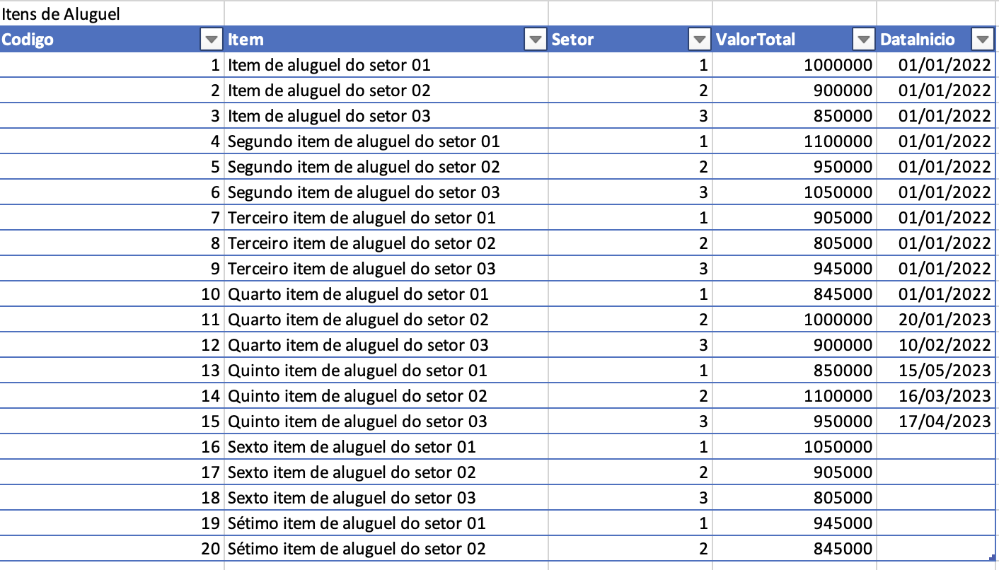 Itens de Aluguel
Codigo Item Setor ValorTotal DataInicio
1 Item de aluguel do setor 01 1 1000000 01/01/2022
2 Item de aluguel do setor 02 2 900000 01/01/2022
3 Item de aluguel do setor 03 3 850000 01/01/2022
4 Segundo item de aluguel do setor 01 1 1100000 01/01/2022
5 Segundo item de aluguel do setor 02 2 950000 01/01/2022
6 Segundo item de aluguel do setor 03 3 1050000 01/01/2022
7 Terceiro item de aluguel do setor 01 1 905000 01/01/2022
8 Terceiro item de aluguel do setor 02 2 805000 01/01/2022
9 Terceiro item de aluguel do setor 03 3 945000 01/01/2022
10 Quarto item de aluguel do setor 01 1 845000 01/01/2022
11 Quarto item de aluguel do setor 02 2 1000000 20/01/2023
12 Quarto item de aluguel do setor 03 3 900000 10/02/2022
13 Quinto item de aluguel do setor 01 1 850000 15/05/2023
14 Quinto item de aluguel do setor 02 2 1100000 16/03/2023
15 Quinto item de aluguel do setor 03 3 950000 17/04/2023
16 Sexto item de aluguel do setor 01 1 1050000
17 Sexto item de aluguel do setor 02 2 905000
18 Sexto item de aluguel do setor 03 3 805000
19 Sétimo item de aluguel do setor 01 1 945000
20 Sétimo item de aluguel do setor 02 2 845000